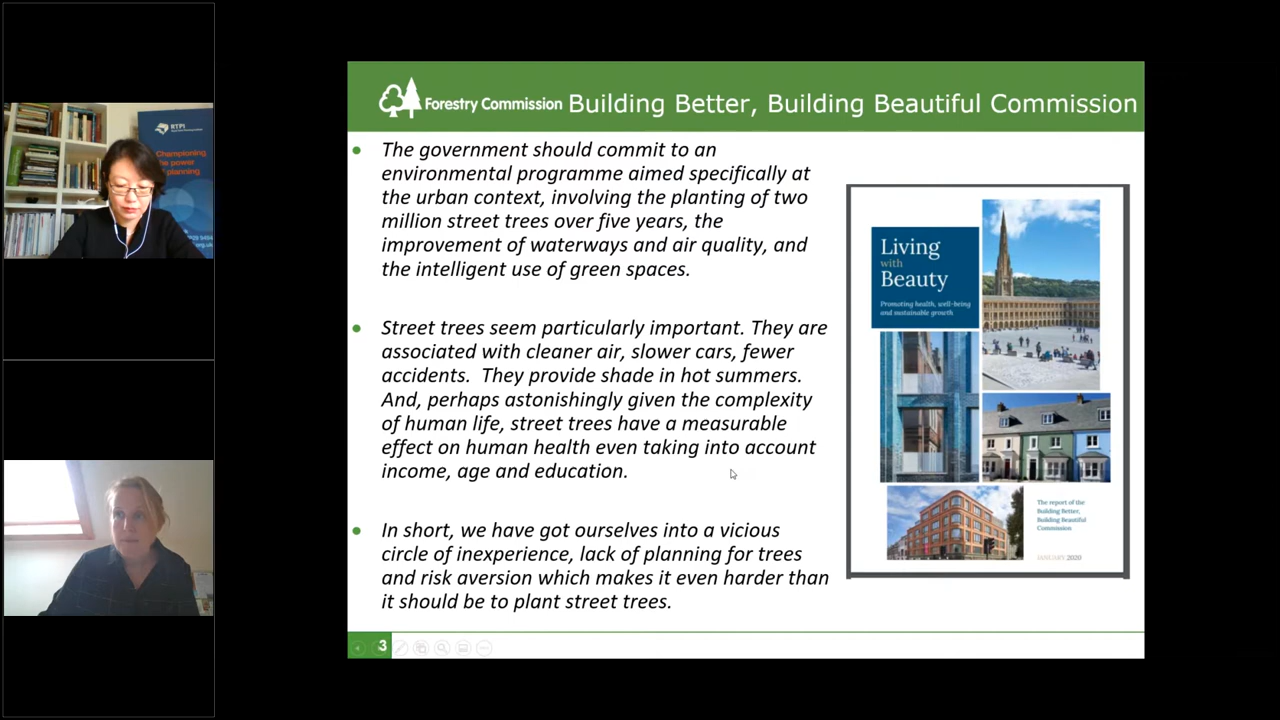 RTPI
Championing
the power
of planning
Forestry Commission Building Better, Building Beautiful Commission
The government should commit to an
environmental programme aimed specifically at
the urban context, involving the planting of two
million street trees over five years, the
improvement of waterways and air quality, and
the intelligent use of green spaces.
Street trees seem particularly important. They are
associated with cleaner air, slower cars, fewer
accidents.  They provide shade in hot summers.
And, perhaps astonishingly given the complexity
of human life, street trees have a measurable
effect on human health even taking into account
income, age and education.
In short, we have got ourselves into a vicious
circle of inexperience, lack of planning for trees
and risk aversion which makes it even harder than
it should be to plant street trees.
Living
with
Beauty
Promoting health, well-being
and sustainable growth
The report of the
Building Better,
Building Beautiful
Commission
JANUARY 2020
3